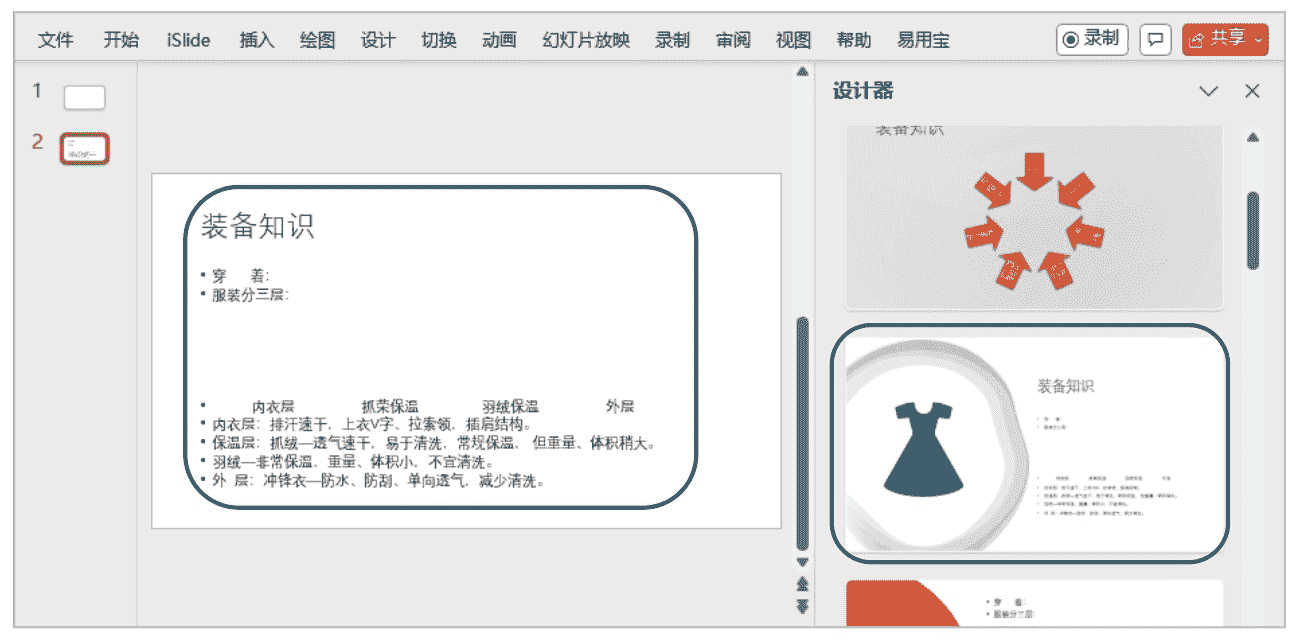 文件 开始 iSlide 插入 绘图 设计 切换 动画 幻灯片放映 录制 审阅 视图 帮助 易用宝 录制 共享
1
2
装备知识
• 穿 着:
• 服装分三层:
• 内衣层 抓荣保温 羽绒保温 外层
• 内衣层: 排汗速干, 上衣V字、拉索领, 插肩结构。
• 保温层: 抓绒—透气速干, 易于清洗, 常规保温, 但重量、体积稍大。
• 羽绒—非常保温, 重量、体积小, 不宜清洗。
• 外 层: 冲锋衣—防水、防刮、单向透气, 减少清洗。
设计器
装备知识
装备知识
• 穿 着:
• 服装分三层: